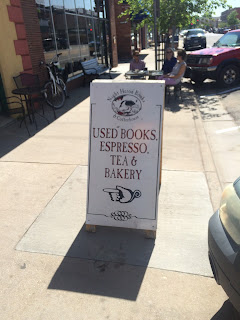 USED BOOKS,
ESPRESSO,
TEA &
BAKERY